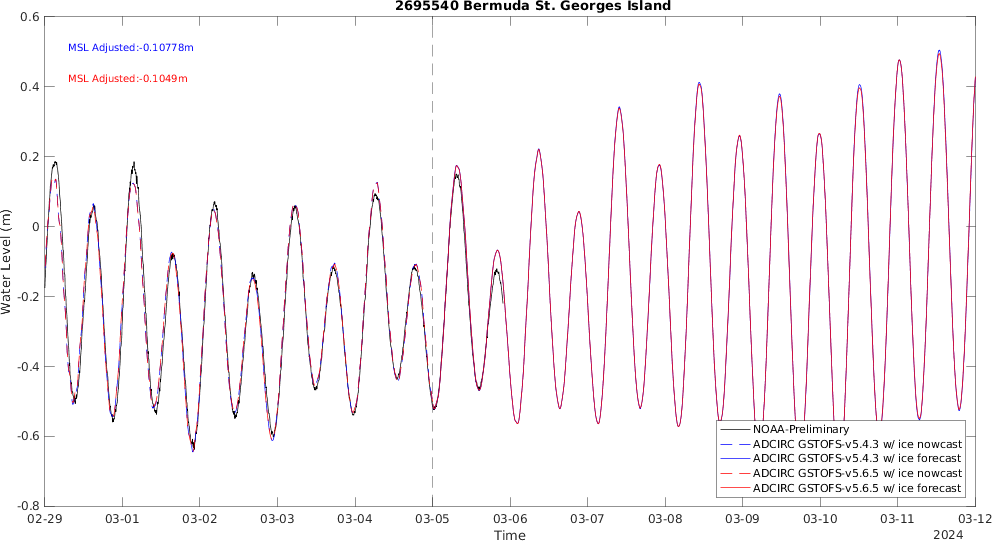 2695540 Bermuda St. Georges Island
MSL Adjusted:-0.10778m
MSL Adjusted:-0.1049m
Water Level (m)
0.6
0.4
0.2
0
-0.2
-0.4
-0.6
-0.8
NOAA-Preliminary
ADCIRC GSTOFS-v5.4.3 w/ ice nowcast
ADCIRC GSTOFS-v5.4.3 w/ ice forecast
ADCIRC GSTOFS-v5.6.5 w/ ice nowcast
ADCIRC GSTOFS-v5.6.5 w/ ice forecast
02-29 03-01 03-02 03-03 03-04 03-05 03-06 03-07 03-08 03-09 03-10 03-11 03-12
Time
2024